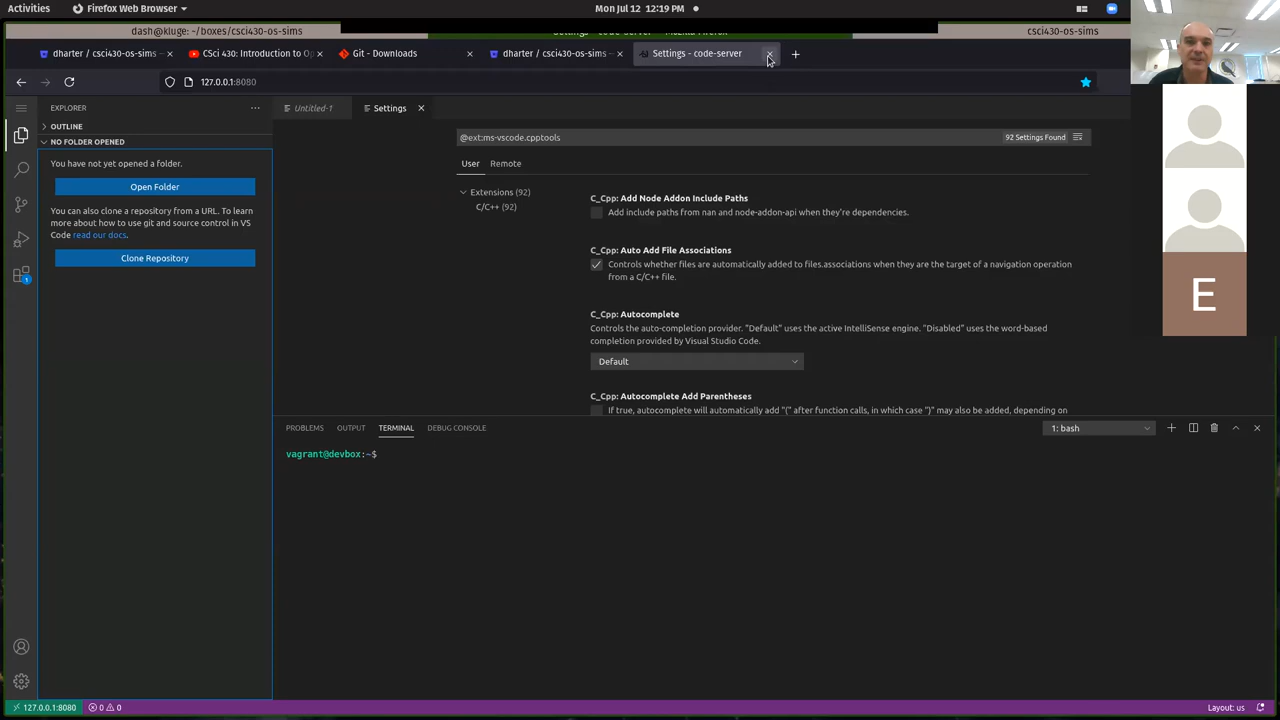 Activities
Firefox Web Browser
Mon Jul 12 12:19 PM
dash@kluge: ~/boxes/csci430-os-sims
Settings - code-server - Mozilla Firefox
csci430-os-sims
dharter / csci430-os-sims —
CSci 430: Introduction to Op
Git - Downloads
dharter / csci430-os-sims —
Settings - code-server
127.0.0.1:8080
EXPLORER
Untitled-1
Settings
OUTLINE
NO FOLDER OPENED
You have not yet opened a folder.
Open Folder
You can also clone a repository from a URL. To learn
more about how to use git and source control in VS
Code read our docs.
Clone Repository
1
@ext:ms-vscode.cpptools
92 Settings Found
User
Remote
Extensions (92)
C/C++ (92)
C_Cpp: Add Node Addon Include Paths
Add include paths from nan and node-addon-api when they're dependencies.
C_Cpp: Auto Add File Associations
Controls whether files are automatically added to files.associations when they are the target of a navigation operation
from a C/C++ file.
C_Cpp: Autocomplete
Controls the auto-completion provider. "Default" uses the active IntelliSense engine. "Disabled" uses the word-based
completion provided by Visual Studio Code.
Default
C_Cpp: Autocomplete Add Parentheses
If true, autocomplete will automatically add "(" after function calls, in which case ")" may also be added, depending on
E
PROBLEMS
OUTPUT
TERMINAL
DEBUG CONSOLE
1: bash
vagrant@devbox:~$
127.0.0.1:8080
0
0
Layout: us